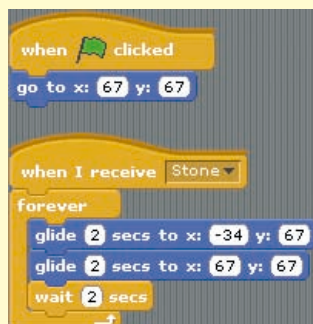 when clicked
go to x: 67 y: 67
when I receive Stone
forever
glide 2 secs to x: -34 y: 67
glide 2 secs to x: 67 y: 67
wait 2 secs